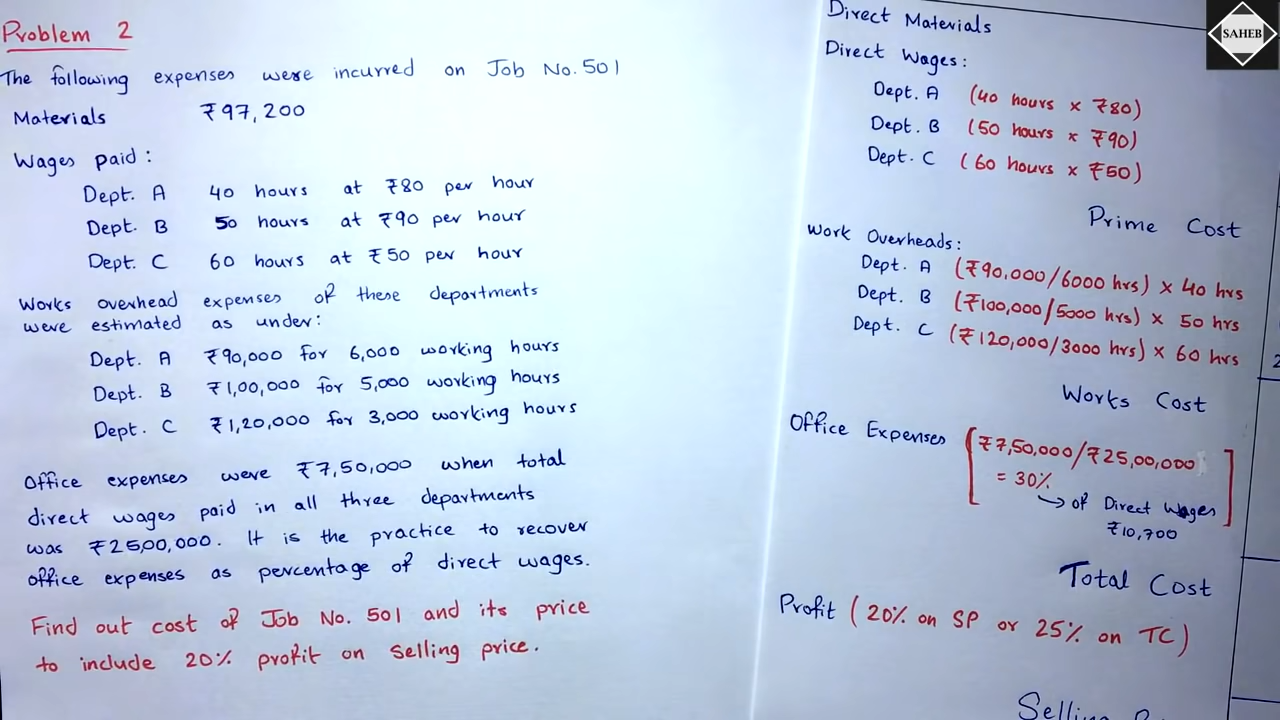 Problem 2
The following expenses were incurred on Job No. 501
Materials ₹97,200
Wages paid:
Dept. A 40 hours at ₹80 per hour
Dept. B 50 hours at ₹90 per hour
Dept. C 60 hours at ₹50 per hour
Works overhead expenses of these departments
were estimated as under:
Dept. A ₹90,000 for 6,000 working hours
Dept. B ₹1,00,000 for 5,000 working hours
Dept. C ₹1,20,000 for 3,000 working hours
Office expenses were ₹7,50,000 when total
direct wages paid in all three departments
was ₹25,00,000. It is the practice to recover
office expenses as percentage of direct wages.
Find out cost of Job No. 501 and its price
to include 20% profit on selling price.
Direct Materials
Direct Wages:
Dept. A (40 hours × ₹80)
Dept. B (50 hours × ₹90)
Dept. C (60 hours × ₹50)
Prime Cost
Work Overheads:
Dept. A (₹90,000/6000 hrs) × 40 hrs
Dept. B (₹100,000/5000 hrs) × 50 hrs
Dept. C (₹120,000/3000 hrs) × 60 hrs
Works Cost
Office Expenses [₹7,50,000/₹25,00,000
= 30%
→ of Direct Wages]
₹10,700
Total Cost
Profit (20% on SP or 25% on TC)
Selling
SAHEB